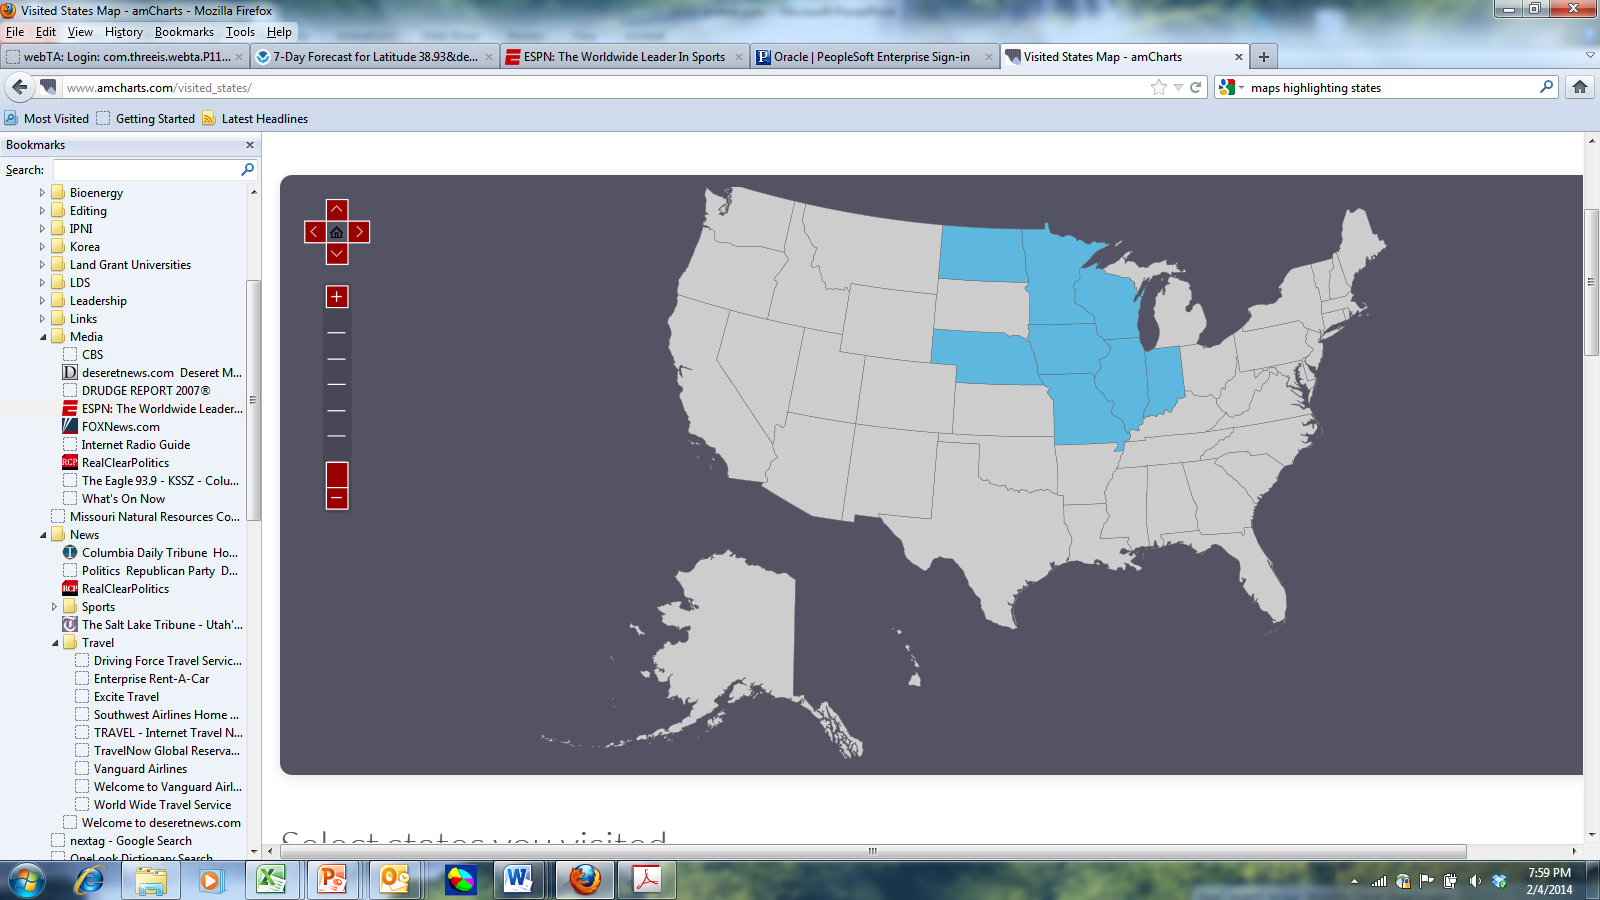 Visited States Map - amCharts - Mozilla Firefox
File Edit View History Bookmarks Tools Help
webTA: Login: com.threeis.webta.P11... 7-Day Forecast for Latitude 38.93&de... ESPN: The Worldwide Leader In Sports Oracle | PeopleSoft Enterprise Sign-in Visited States Map - amCharts
www.amcharts.com/visited_states/ maps highlighting states
Most Visited Getting Started Latest Headlines
Bookmarks
Search:
Bioenergy
Editing
IPNI
Korea
Land Grant Universities
LDS
Leadership
Links
Media
CBS
deseretnews.com Deseret M...
DRUDGE REPORT 2007®
ESPN: The Worldwide Leader...
FOXNews.com
Internet Radio Guide
RealClearPolitics
The Eagle 93.9 - KSSZ - Colu...
What's On Now
Missouri Natural Resources Co...
News
Columbia Daily Tribune Ho...
Politics Republican Party D...
RealClearPolitics
Sports
The Salt Lake Tribune - Utah'...
Travel
Driving Force Travel Servic...
Enterprise Rent-A-Car
Excite Travel
Southwest Airlines Home ...
TRAVEL - Internet Travel N...
TravelNow Global Reserva...
Vanguard Airlines
Welcome to Vanguard Airl...
World Wide Travel Service
Welcome to deseretnews.com
nextag - Google Search
OneLook Dictionary Search
Select states you visited
7:59 PM
2/4/2014